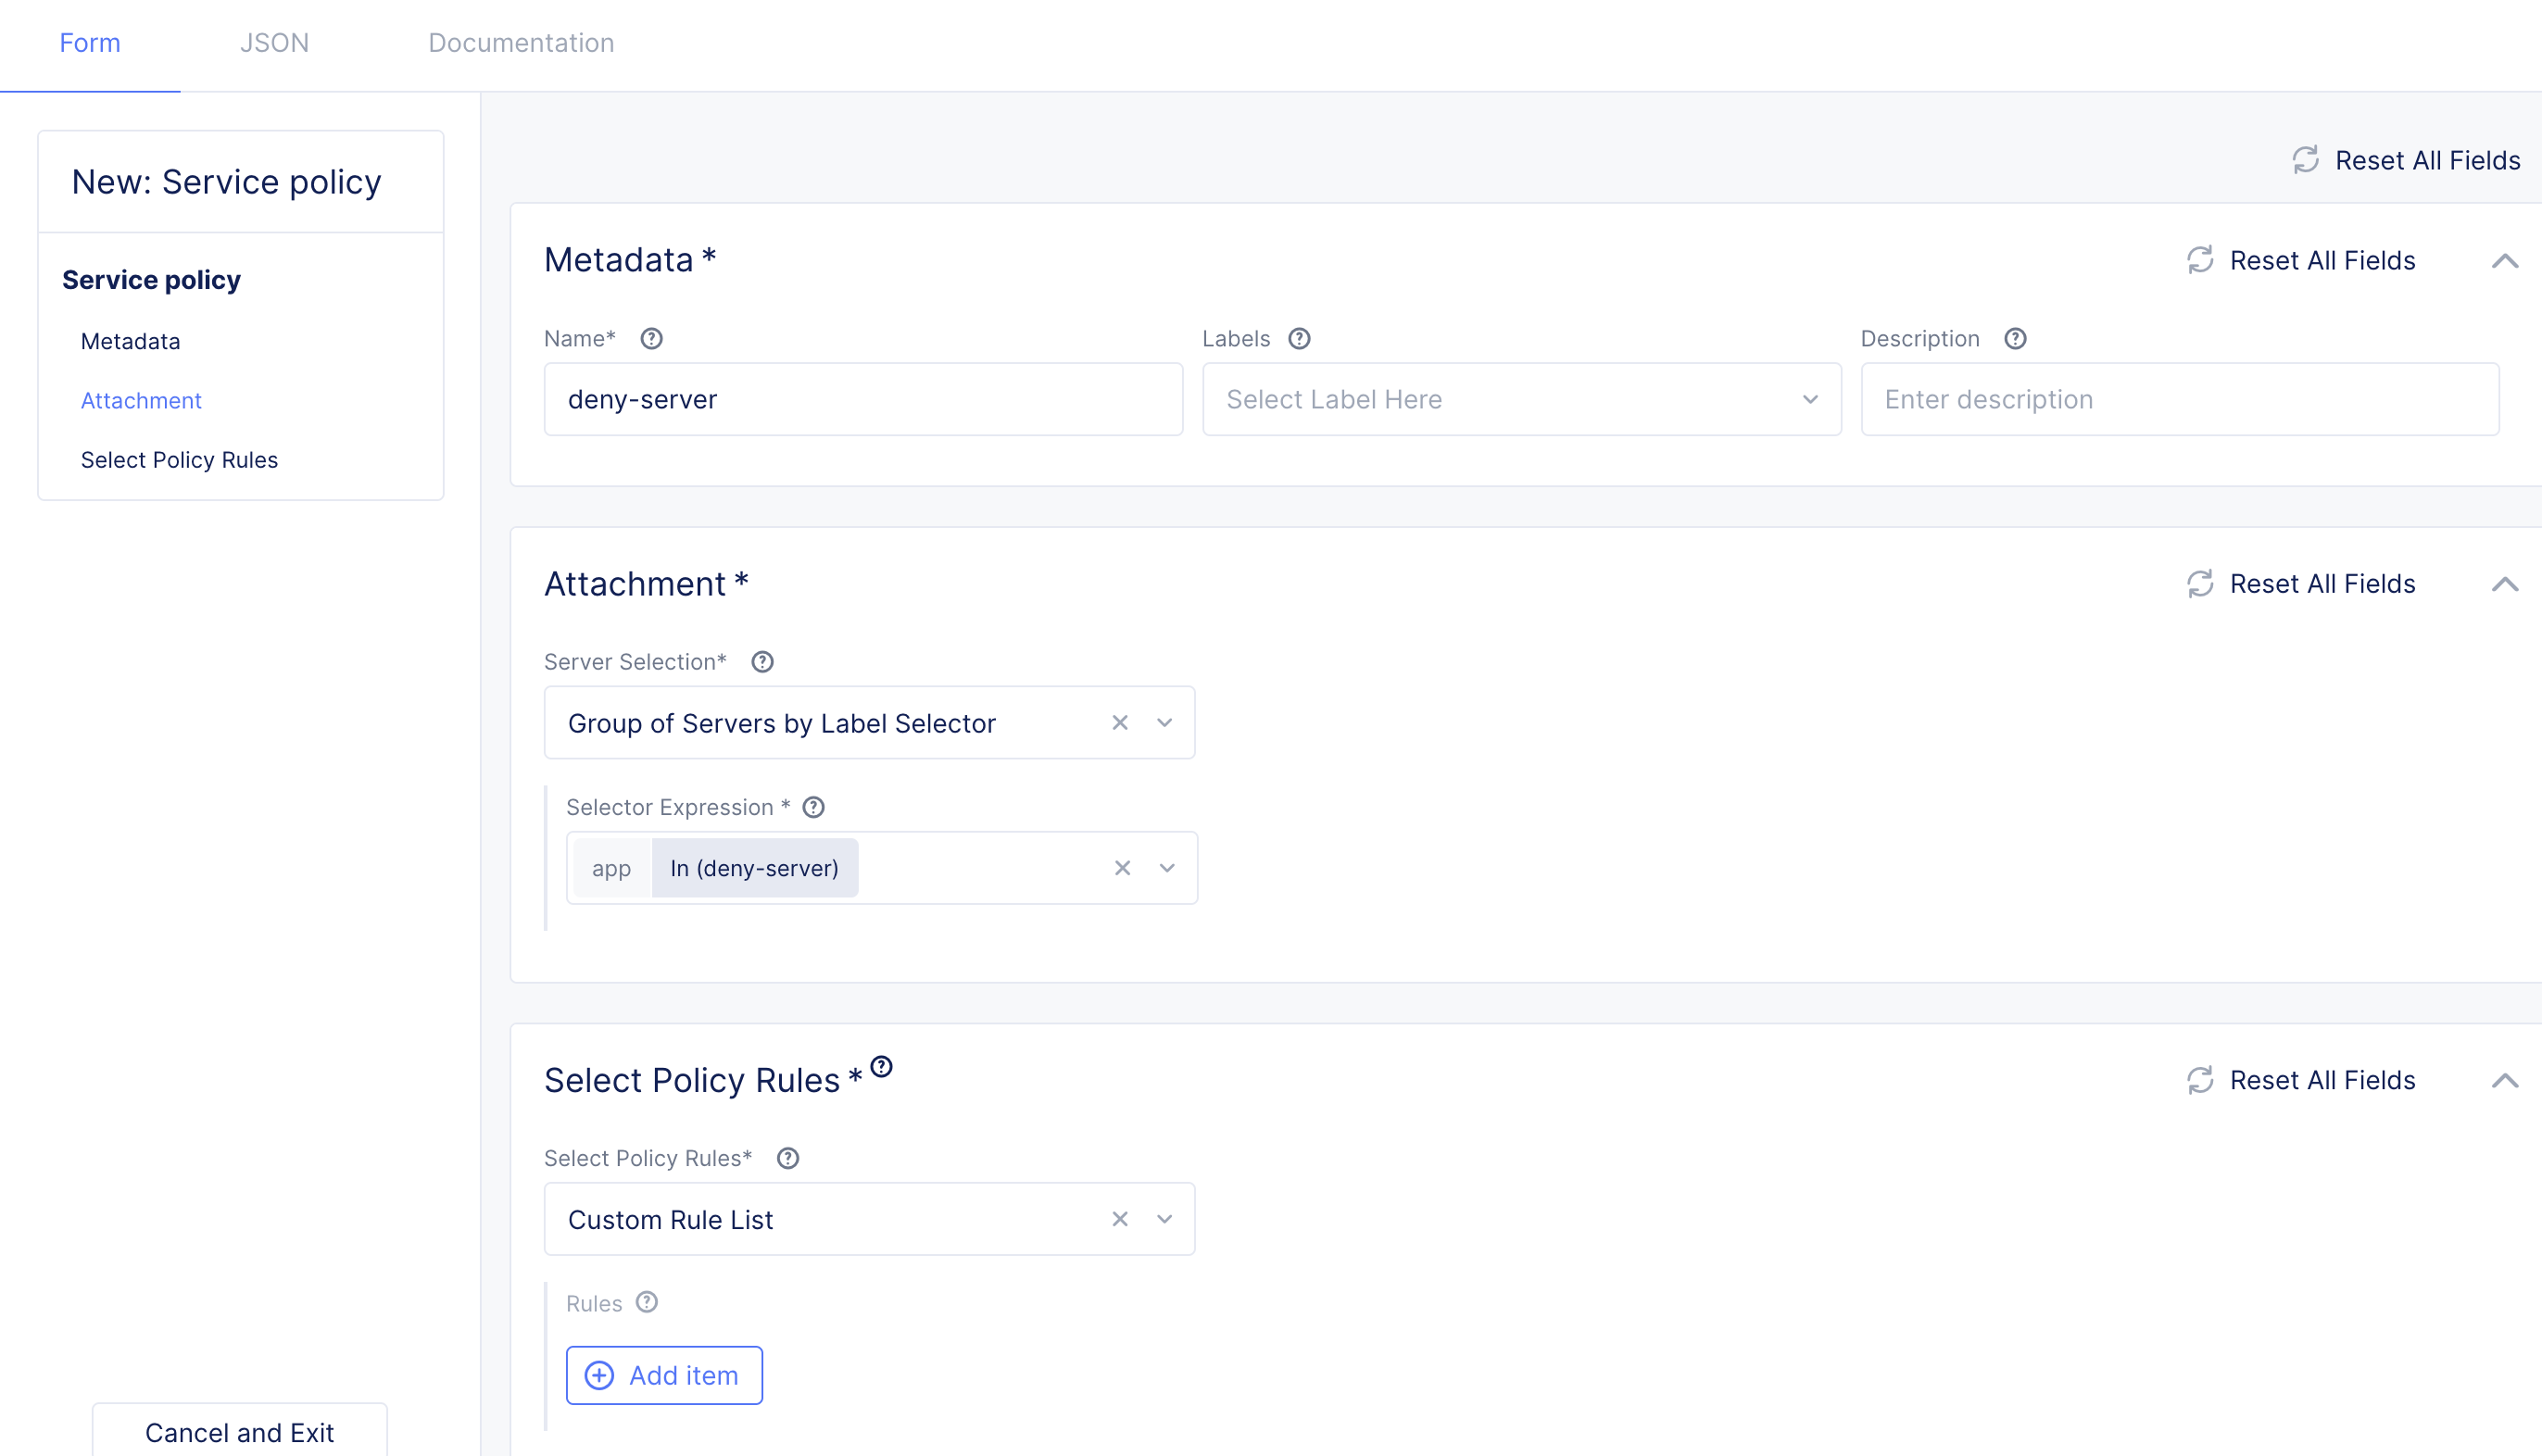 Form JSON Documentation
New: Service policy
Service policy
Metadata
Attachment
Select Policy Rules
Cancel and Exit
Reset All Fields
Metadata * Reset All Fields
Name* Labels Description
deny-server Select Label Here Enter description
Attachment * Reset All Fields
Server Selection*
Group of Servers by Label Selector
Selector Expression *
app In (deny-server)
Select Policy Rules * Reset All Fields
Select Policy Rules*
Custom Rule List
Rules
Add item